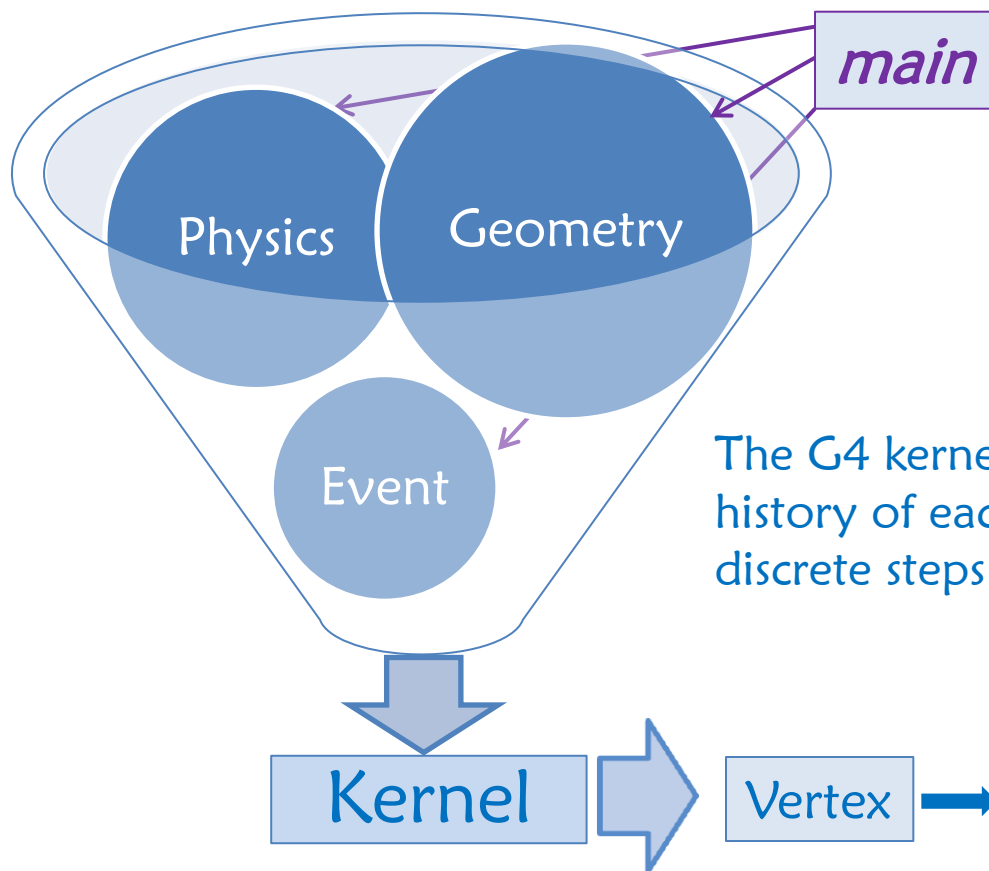 main
Physics
Geometry
Event
The G4 kerne
history of eac
discrete steps
Kernel
Vertex